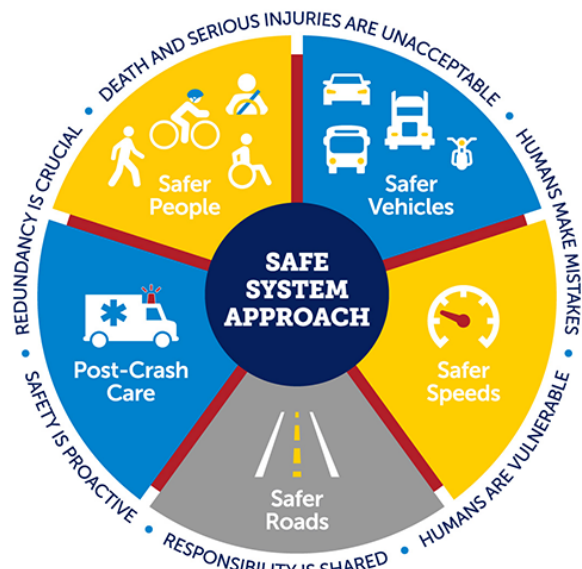 DEATH AND SERIOUS INJURIES ARE UNACCEPTABLE
HUMANS MAKE MISTAKES
HUMANS ARE VULNERABLE
RESPONSIBILITY IS SHARED
SAFETY IS PROACTIVE
REDUNDANCY IS CRUCIAL
Safer
People
Safer
Vehicles
SAFE
SYSTEM
APPROACH
Post-Crash
Care
Safer
Speeds
Safer
Roads